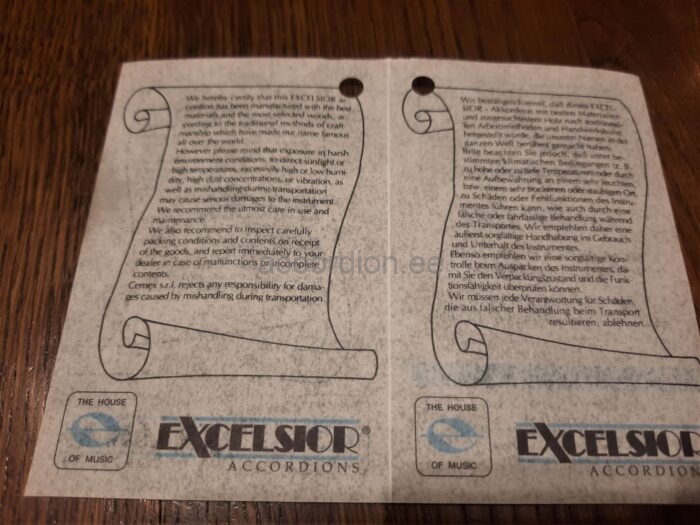 We hereby certify that this EXCELSIOR ac
cordion has been manufactured with the best
materials and the most selected woods, ac
cording to the traditional methods of craft-
manship which have made our name famous
all over the world.
However please mind that exposure in harsh
environment conditions, to direct sunlight or
high temperatures, excessively high or low humi-
dity, high dust concentrations, or vibration, as
well as mishandling during transportation
may cause serious damages to the instrument.
We recommend the utmost care in use and
maintenance.
We also recommend to inspect carefully
packing conditions and contents on receipt
of the goods, and report immediately to your
dealer in case of malfunctions or incomplete
contents.
Cemex s.r.l. rejects any responsibility for dama-
ges caused by mishandling during transportation.
THE HOUSE
OF MUSIC
EXCELSIOR®
ACCORDIONS
Wir bestätigen hiermit, daß dieses EXCEL-
SIOR - Akkordeon mit besten Materialien
und ausgesuchtesten Holz nach traditionel-
len Arbeitsmethoden und Handwerkskunst
hergestellt wurde, die unseren Namen in der
ganzen Welt berühmt gemacht haben.
Bitte beachten Sie jedoch, daß unter be-
stimmten klimatischen Bedingungen (z. B.
zu hohe oder zu tiefe Temperaturen oder durch
eine Aufbewahrung an einem sehr feuchten,
bzw. einem sehr trockenen oder staubigen Ort,
zu Schäden oder Fehlfunktionen des Instru-
mentes führen kann, wie auch durch eine
falsche oder fahrlässige Behandlung während
des Transportes. Wir empfehlen daher eine
äußerst sorgfältige Handhabung im Gebrauch
und Unterhalt des Instrumentes.
Ebenso empfehlen wir eine sorgfältige Kon-
trolle beim Auspacken des Instrumentes, da-
mit Sie den Verpackungszustand und die Funk-
tionsfähigkeit überprüfen können.
Wir müssen jede Verantwortung für Schäden,
die aus falscher Behandlung beim Transport
resultieren, ablehnen.
THE HOUSE
OF MUSIC
EXCELSIOR
ACCORDION